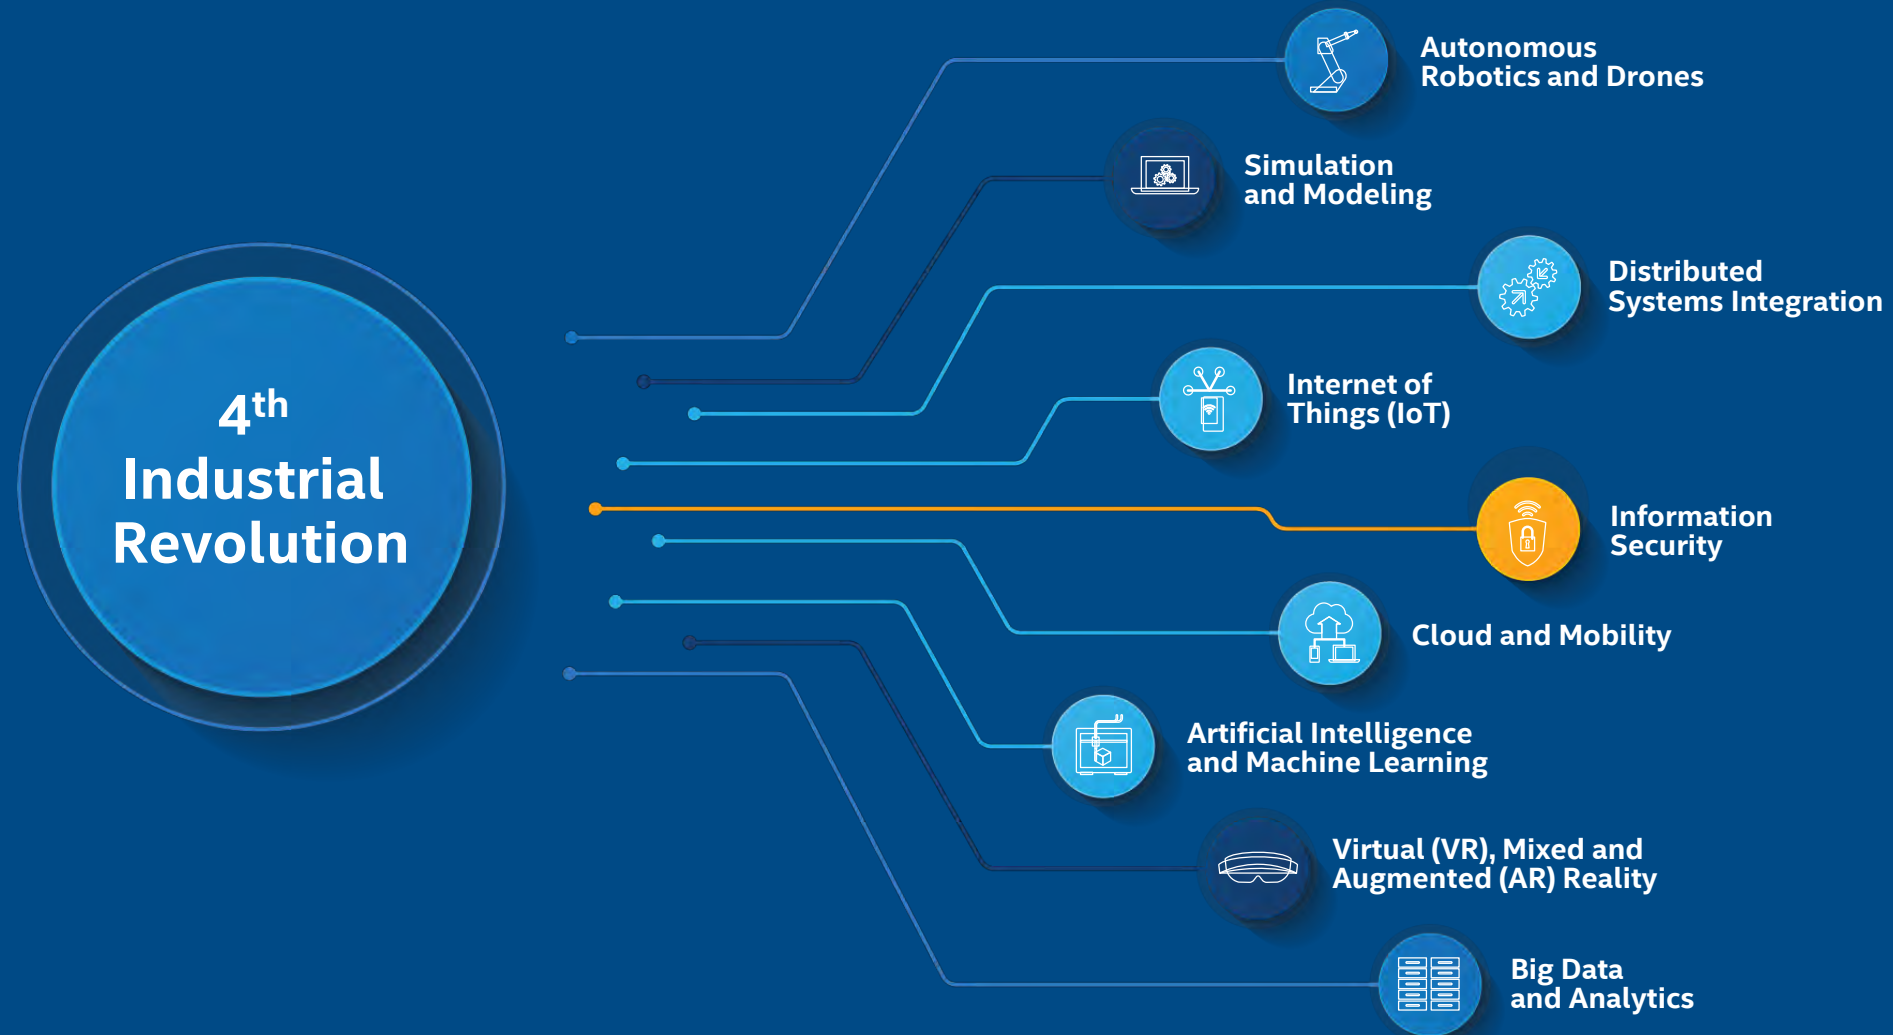 4th
Industrial
Revolution
Autonomous
Robotics and Drones
Simulation
and Modeling
Distributed
Systems Integration
Internet of
Things (IoT)
Information
Security
Cloud and Mobility
Artificial Intelligence
and Machine Learning
Virtual (VR), Mixed and
Augmented (AR) Reality
Big Data
and Analytics